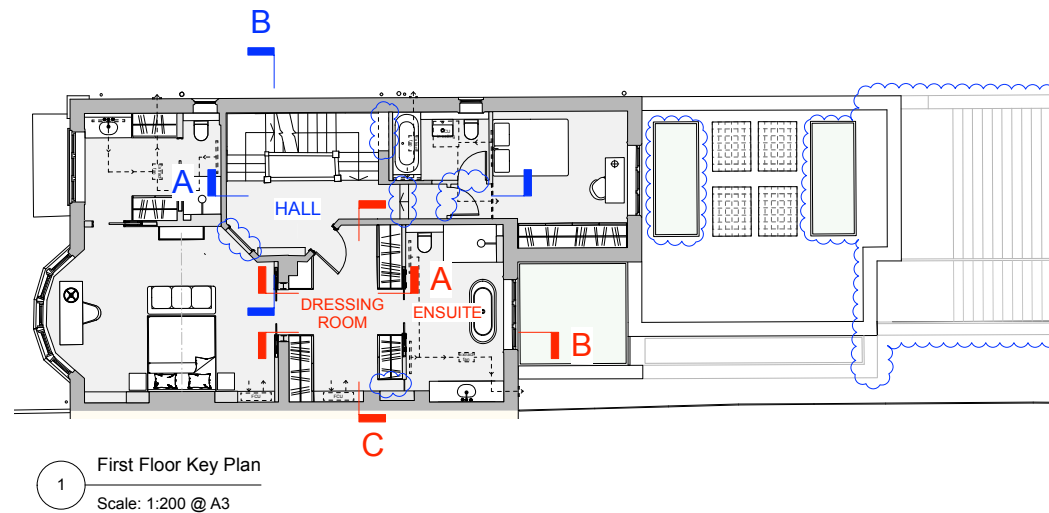 B
A
HALL
A
DRESSING
ROOM
ENSUITE
B
C
1
First Floor Key Plan
Scale: 1:200 @ A3